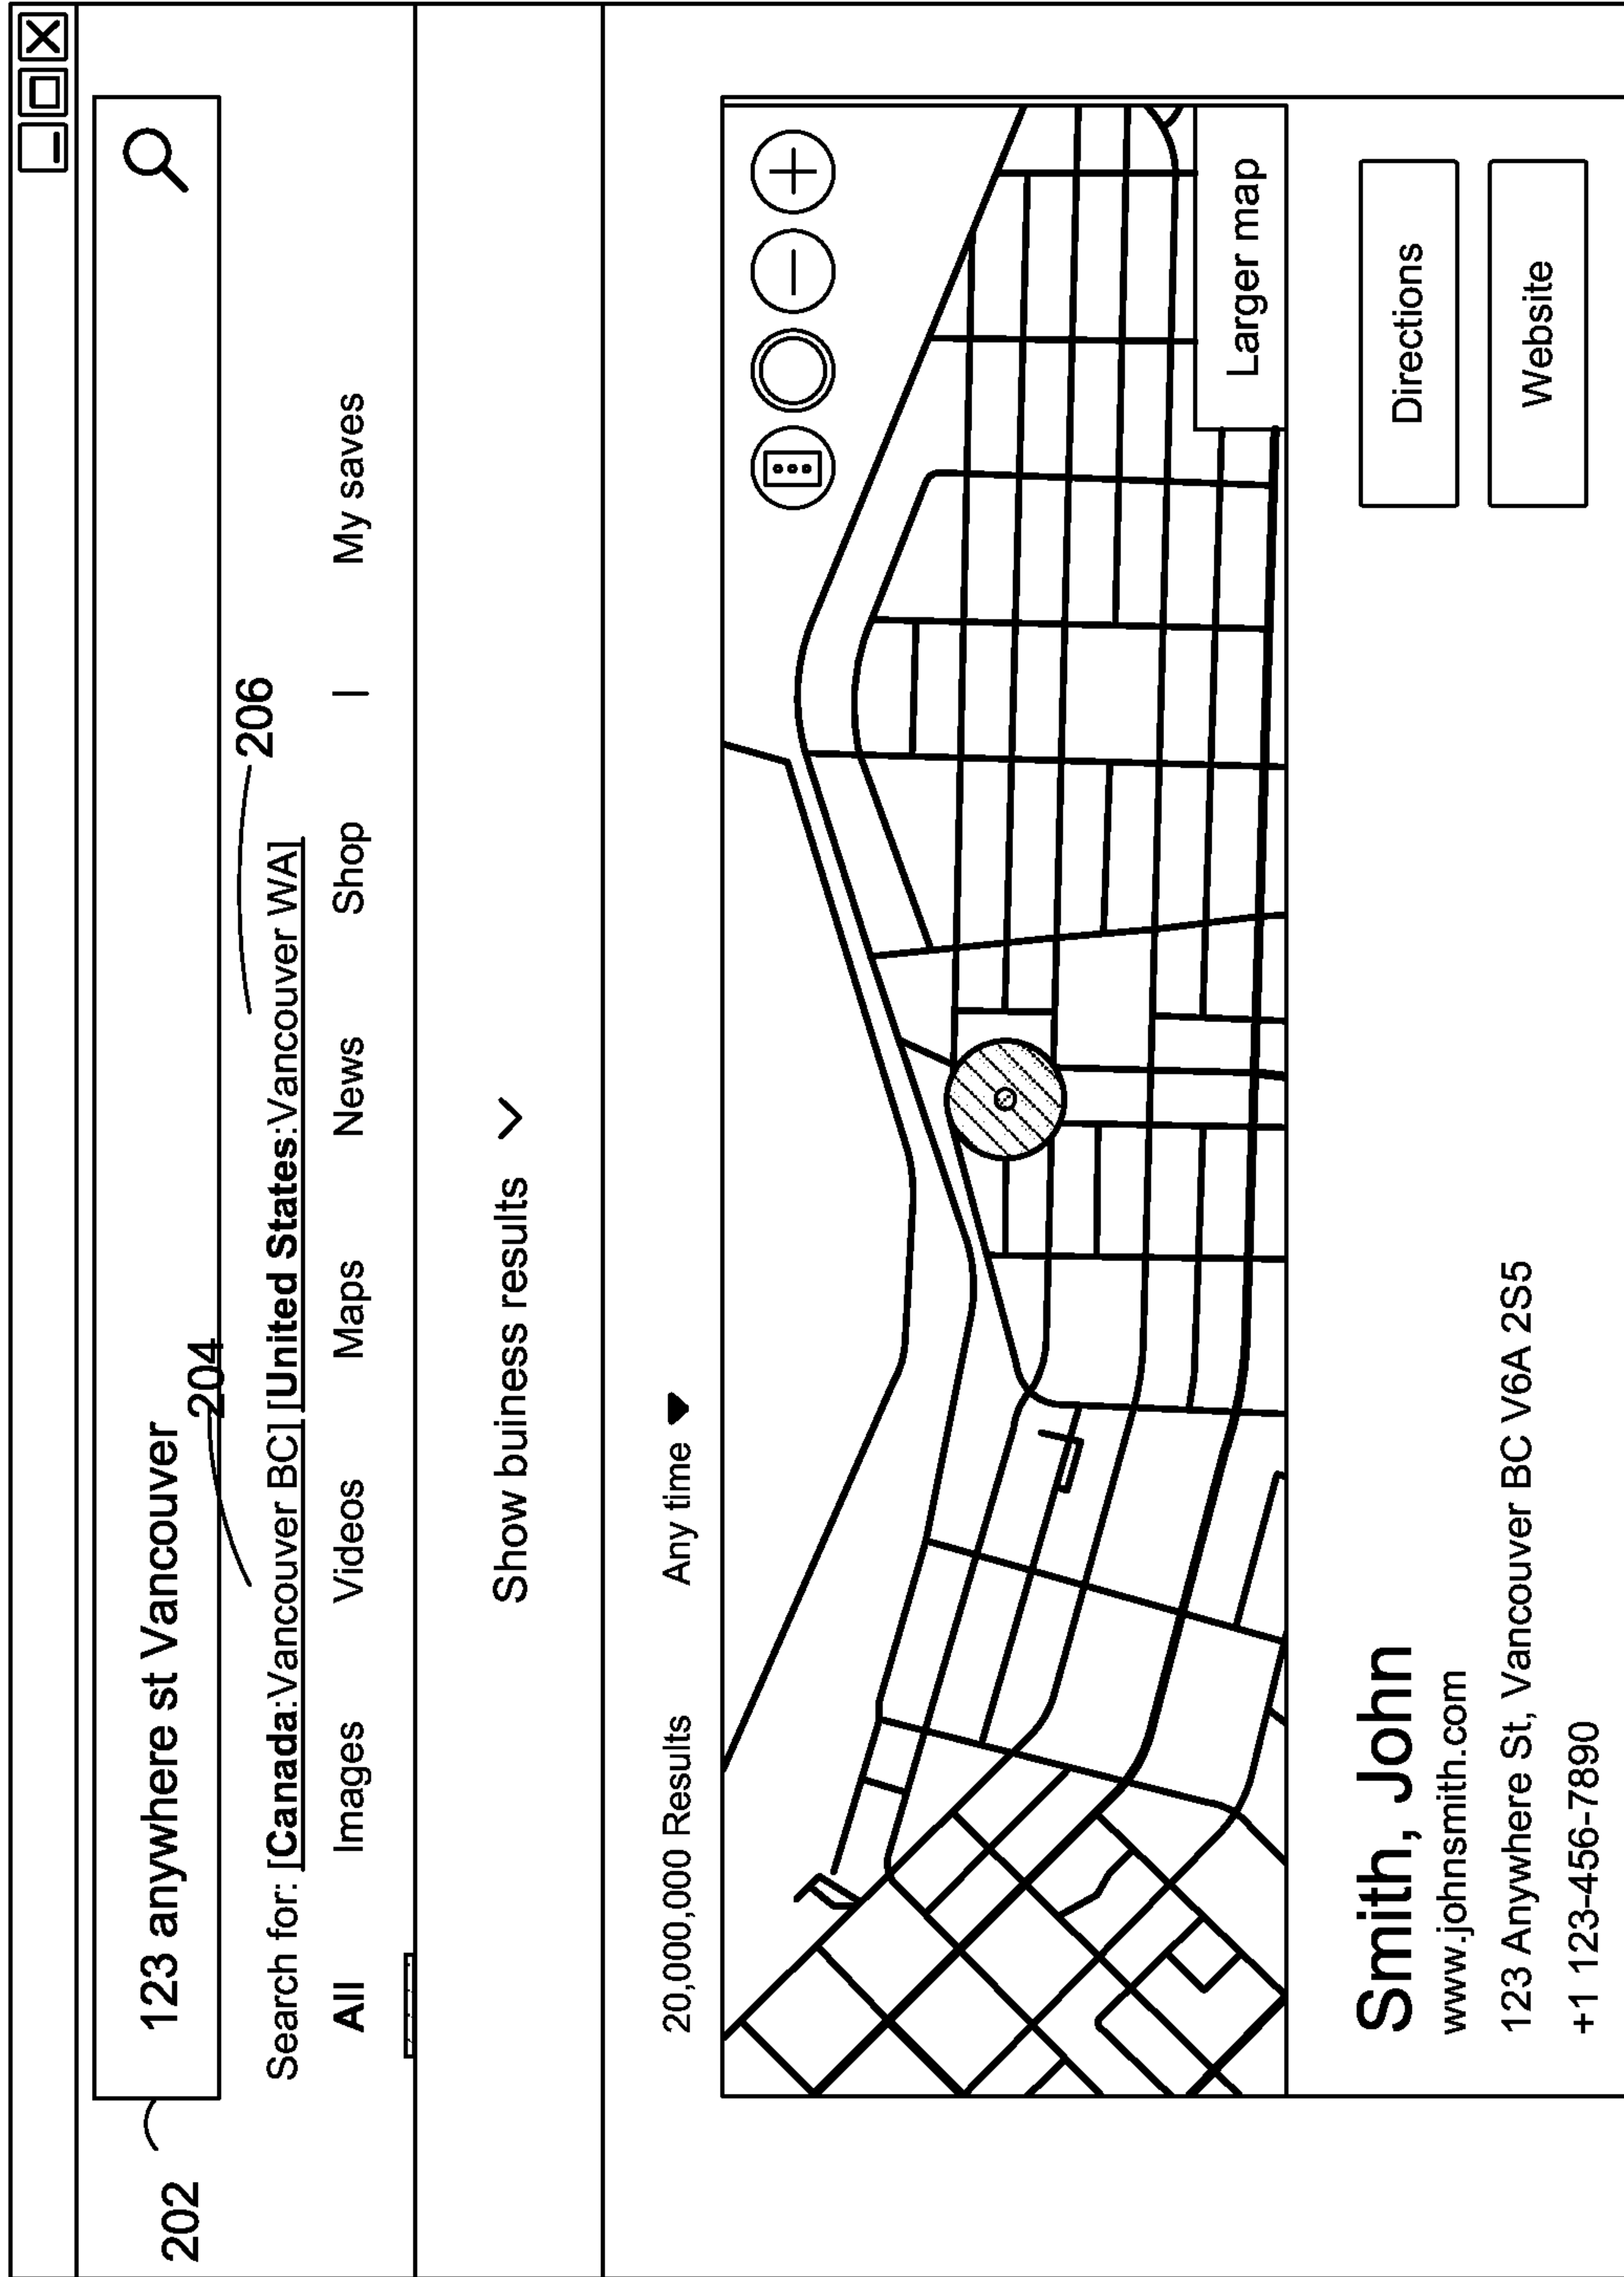 202
123 anywhere st Vancouver
204
206
Search for: [Canada:Vancouver BC] [United States:Vancouver WA]
All Images Videos Maps News Shop | My saves
Show buiness results
20,000,000 Results Any time
Larger map
Smith, John
www.johnsmith.com
123 Anywhere St, Vancouver BC V6A 2S5
+1 123-456-7890
Directions
Website